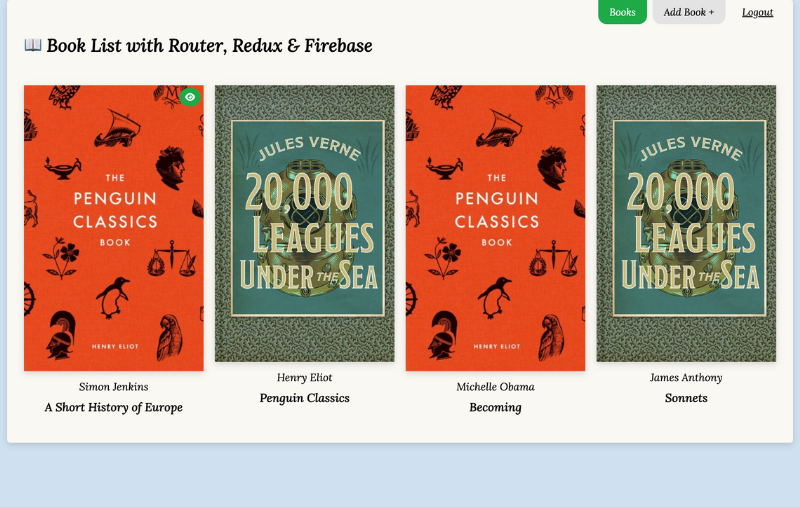 Books
Add Book +
Logout
Book List with Router, Redux & Firebase
THE
PENGUIN
CLASSICS
BOOK
HENRY ELIOT
Simon Jenkins
A Short History of Europe
JULES VERNE
20 000
LEAGUES
UNDER THE SEA
Henry Eliot
Penguin Classics
THE
PENGUIN
CLASSICS
BOOK
HENRY ELIOT
Michelle Obama
Becoming
JULES VERNE
20 000
LEAGUES
UNDER THE SEA
James Anthony
Sonnets